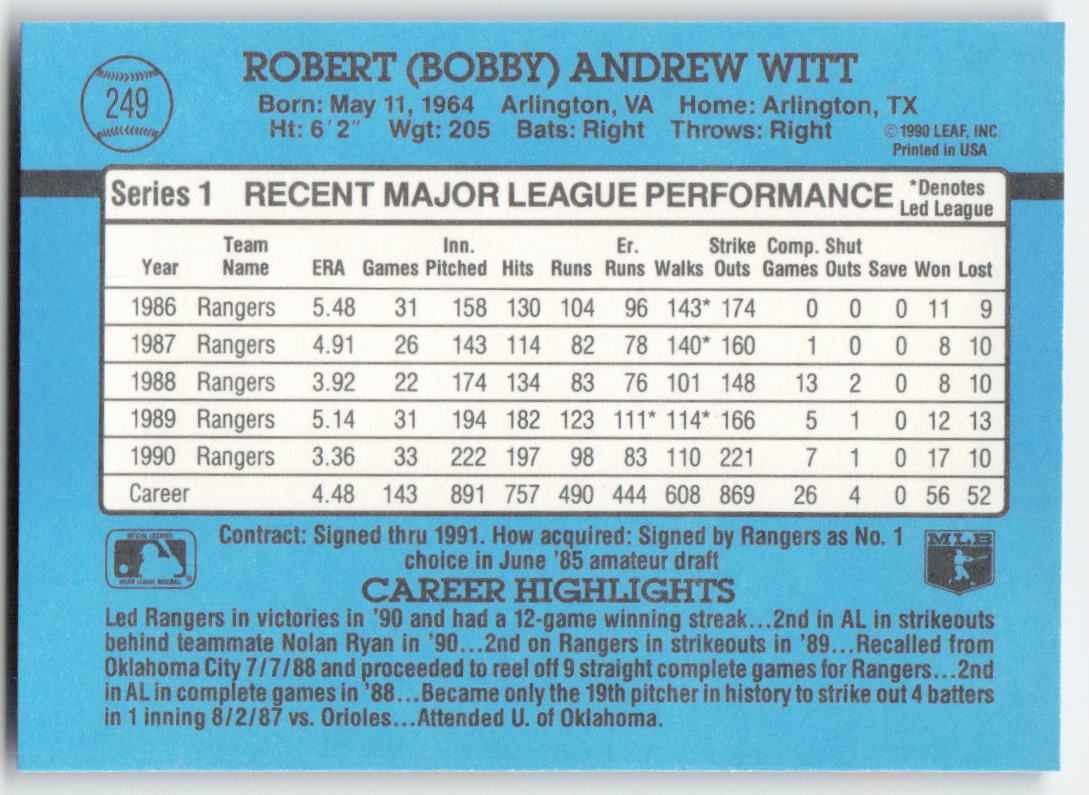 249
ROBERT (BOBBY) ANDREW WITT
Born: May 11, 1964 Arlington, VA Home: Arlington, TX
Ht: 6'2" Wgt: 205 Bats: Right Throws: Right
©1990 LEAF, INC.
Printed in USA
Series 1 RECENT MAJOR LEAGUE PERFORMANCE *Denotes
Led League
Team Inn. Er. Strike Comp. Shut
Year Name ERA Games Pitched Hits Runs Runs Walks Outs Games Outs Save Won Lost
1986 Rangers 5.48 31 158 130 104 96 143* 174 0 0 0 11 9
1987 Rangers 4.91 26 143 114 82 78 140* 160 1 0 0 8 10
1988 Rangers 3.92 22 174 134 83 76 101 148 13 2 0 8 10
1989 Rangers 5.14 31 194 182 123 111* 114* 166 5 1 0 12 13
1990 Rangers 3.36 33 222 197 98 83 110 221 7 1 0 17 10
Career 4.48 143 891 757 490 444 608 869 26 4 0 56 52
Contract: Signed thru 1991. How acquired: Signed by Rangers as No. 1
choice in June '85 amateur draft
OFFICIAL LICENSEE
MAJOR LEAGUE BASEBALL ®
MLB
CAREER HIGHLIGHTS
Led Rangers in victories in '90 and had a 12-game winning streak...2nd in AL in strikeouts
behind teammate Nolan Ryan in '90...2nd on Rangers in strikeouts in '89...Recalled from
Oklahoma City 7/7/88 and proceeded to reel off 9 straight complete games for Rangers...2nd
in AL in complete games in '88...Became only the 19th pitcher in history to strike out 4 batters
in 1 inning 8/2/87 vs. Orioles...Attended U. of Oklahoma.